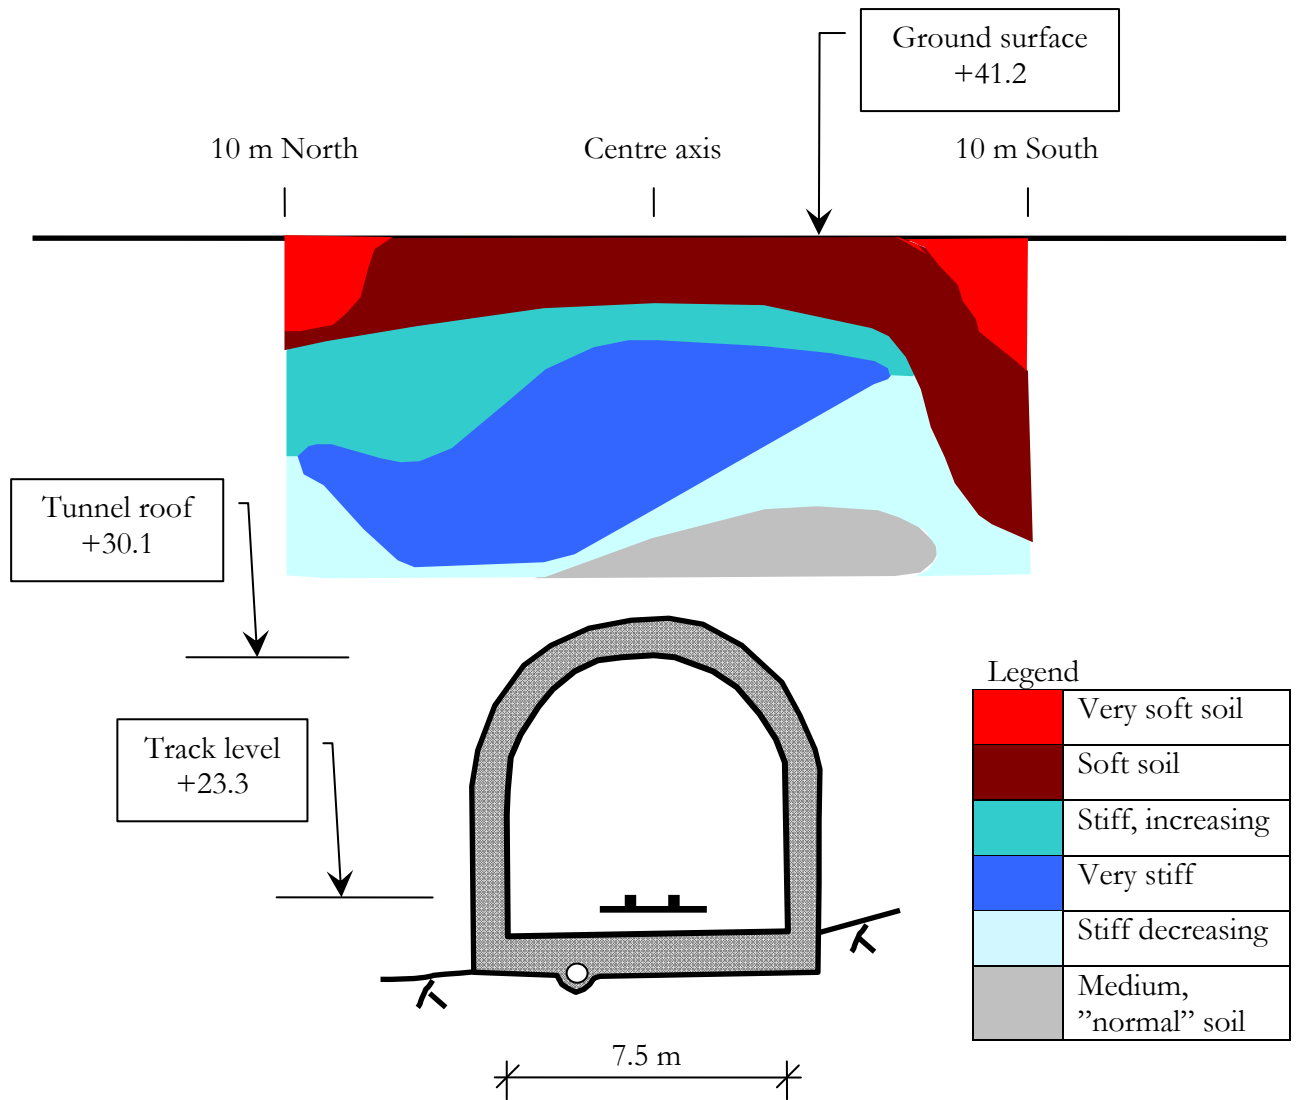 Ground surface
+41.2
10 m North
Centre axis
10 m South
Tunnel roof
+30.1
Track level
+23.3
Legend
Very soft soil
Soft soil
Stiff, increasing
Very stiff
Stiff decreasing
Medium,
”normal” soil
7.5 m